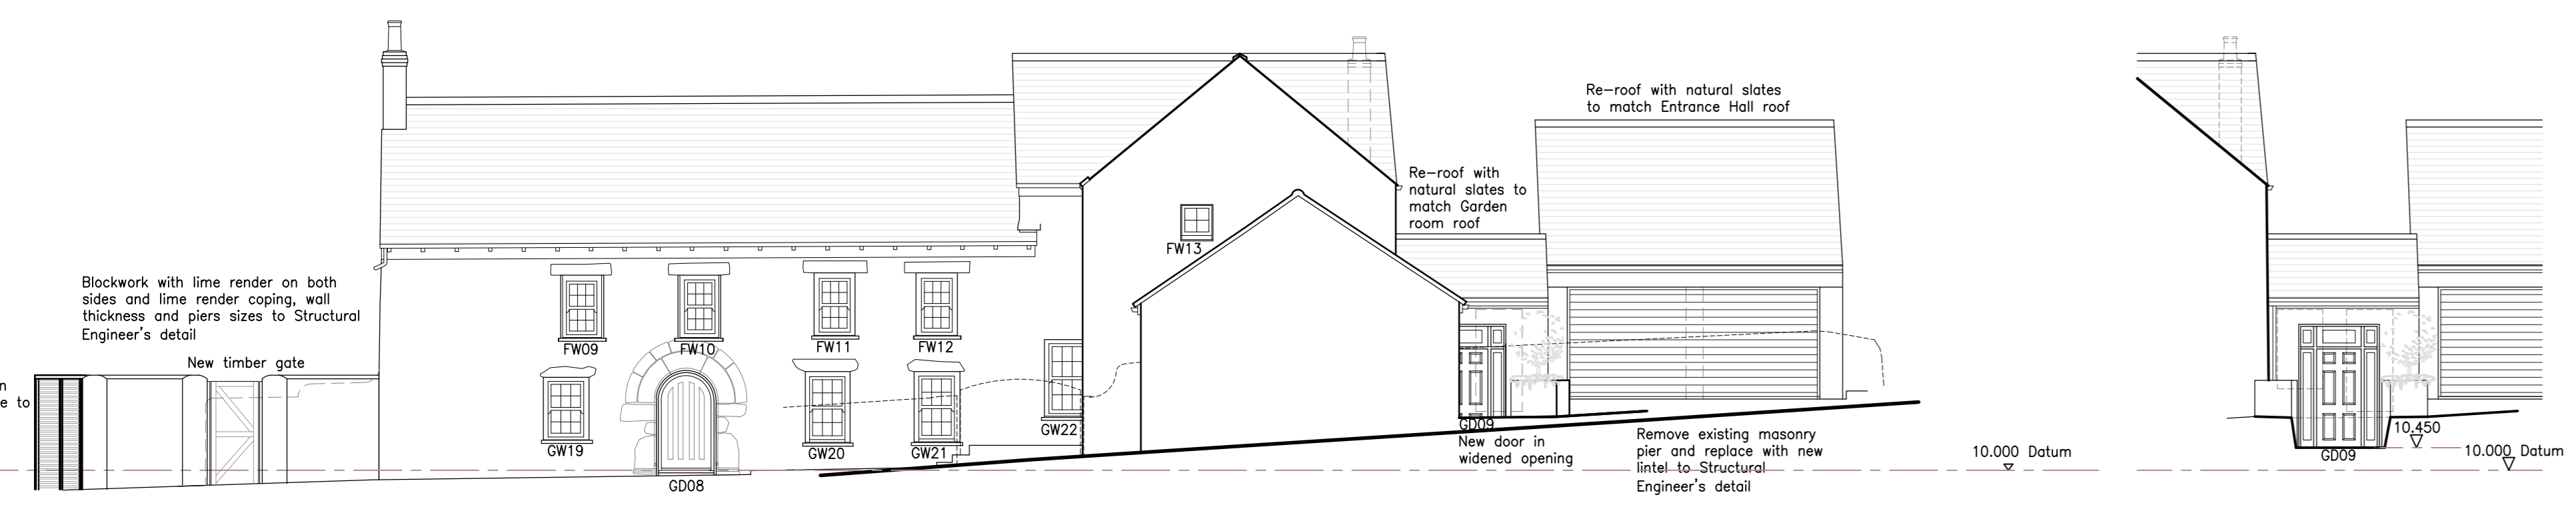 Re-roof with natural slates
to match Entrance Hall roof
Re-roof with
natural slates to
match Garden
room roof
FW13
Blockwork with lime render on both
sides and lime render coping, wall
thickness and piers sizes to Structural
Engineer's detail
New timber gate
e to
FW09
FW10
FW11
FW12
GW19
GW20
GW21
GW22
GD08
GD09
New door in
widened opening
Remove existing masonry
pier and replace with new
lintel to Structural
Engineer's detail
10.000 Datum
10.450
GD09
10.000 Datum